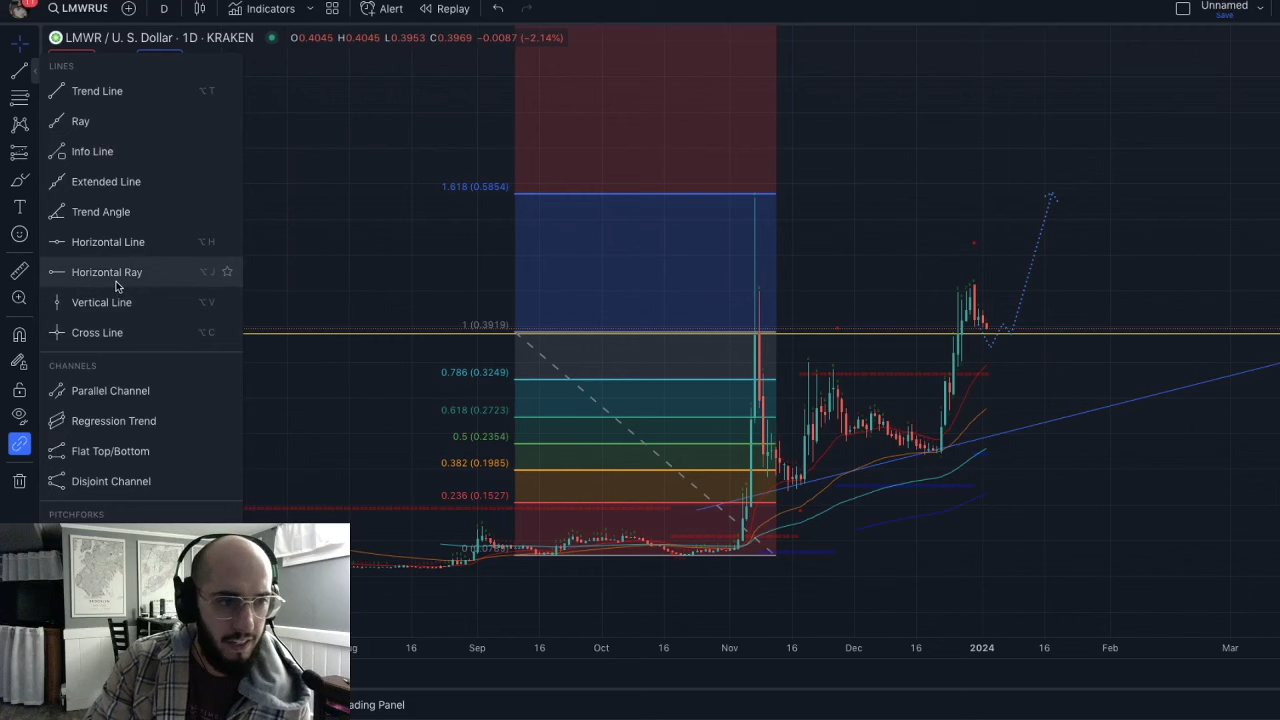 11
LMWRUS
D
Indicators
Alert
Replay
Unnamed
Save
LMWR / U. S. Dollar · 1D · KRAKEN
O0.4045 H0.4045 L0.3953 C0.3969 −0.0087 (−2.14%)
LINES
Trend Line ⌥ T
Ray
Info Line
Extended Line
Trend Angle
Horizontal Line ⌥ H
Horizontal Ray ⌥ J
Vertical Line ⌥ V
Cross Line ⌥ C
CHANNELS
Parallel Channel
Regression Trend
Flat Top/Bottom
Disjoint Channel
PITCHFORKS
1.618 (0.5854)
1 (0.3919)
0.786 (0.3249)
0.618 (0.2723)
0.5 (0.2354)
0.382 (0.1985)
0.236 (0.1527)
BROOKLYN
16
Sep
16
Oct
16
Nov
16
Dec
16
2024
16
Feb
Mar
ading Panel